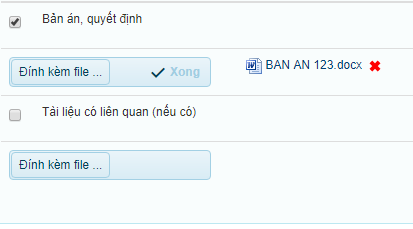 Bản án, quyết định
Đính kèm file ... Xong BAN AN 123.docx
Tài liệu có liên quan (nếu có)
Đính kèm file ...